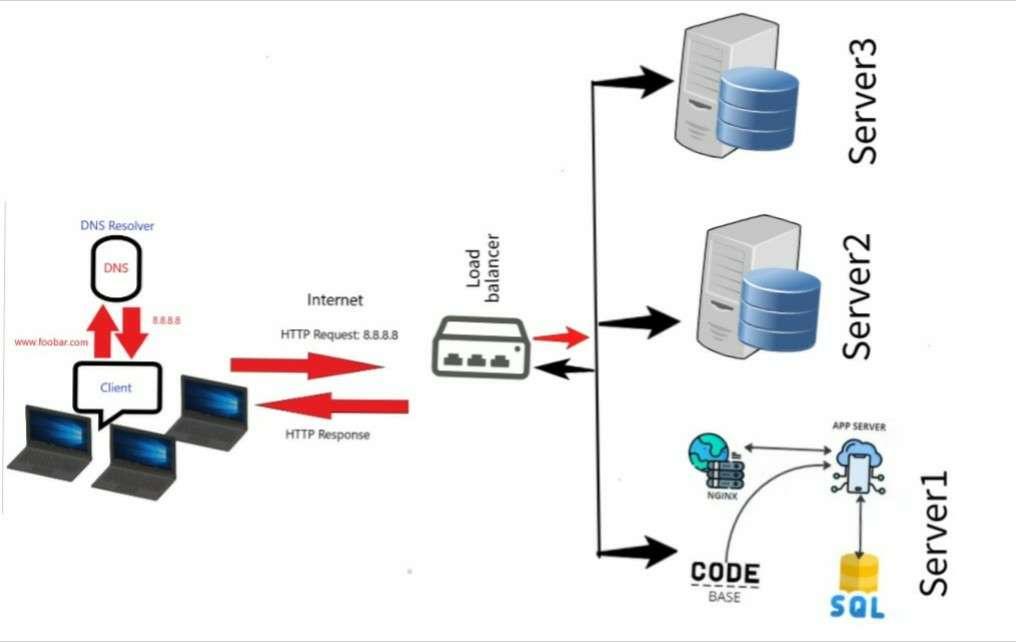 DNS Resolver
DNS
8.8.8.8
www.foobar.com
Client
Internet
HTTP Request: 8.8.8.8
HTTP Response
Load
balancer
Server3
Server2
APP SERVER
NGINX
CODE
BASE
SQL
Server1